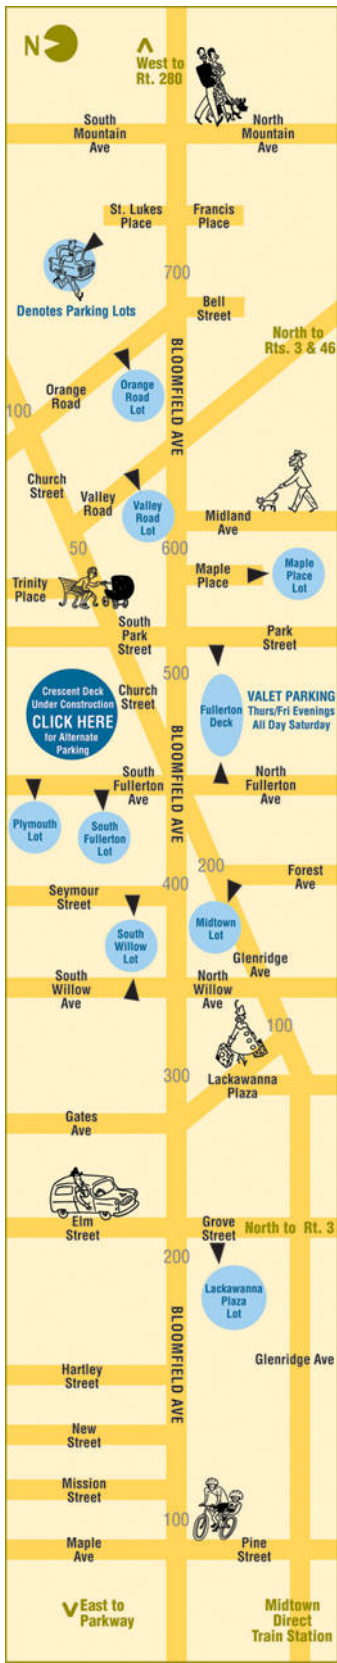 N
West to
Rt. 280
South
Mountain
Ave
North
Mountain
Ave
St. Lukes
Place
Francis
Place
700
Denotes Parking Lots
Bell
Street
North to
Rts. 3 & 46
BLOOMFIELD AVE
Orange
Road
Orange
Road
Lot
100
Church
Street
Valley
Road
Valley
Road
Lot
Midland
Ave
50
600
Maple
Place
Maple
Place
Lot
Trinity
Place
South
Park
Street
Park
Street
500
Crescent Deck
Under Construction
CLICK HERE
for Alternate
Parking
Church
Street
Fullerton
Deck
VALET PARKING
Thurs/Fri Evenings
All Day Saturday
BLOOMFIELD AVE
South
Fullerton
Ave
North
Fullerton
Ave
Plymouth
Lot
South
Fullerton
Lot
200
Forest
Ave
400
Seymour
Street
Midtown
Lot
South
Willow
Lot
Glenridge
Ave
South
Willow
Ave
North
Willow
Ave
100
300
Lackawanna
Plaza
Gates
Ave
Elm
Street
Grove
Street
North to Rt. 3
200
Lackawanna
Plaza
Lot
BLOOMFIELD AVE
Glenridge Ave
Hartley
Street
New
Street
Mission
Street
100
Maple
Ave
Pine
Street
East to
Parkway
Midtown
Direct
Train Station